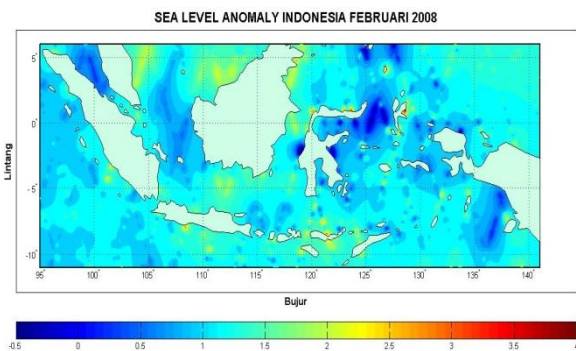 SEA LEVEL ANOMALY INDONESIA FEBRUARI 2008
5
0
-5
-10
Lintang
95 100 105 110 115 120 125 130 135 140
Bujur
-0.5 0 0.5 1 1.5 2 2.5 3 3.5 4